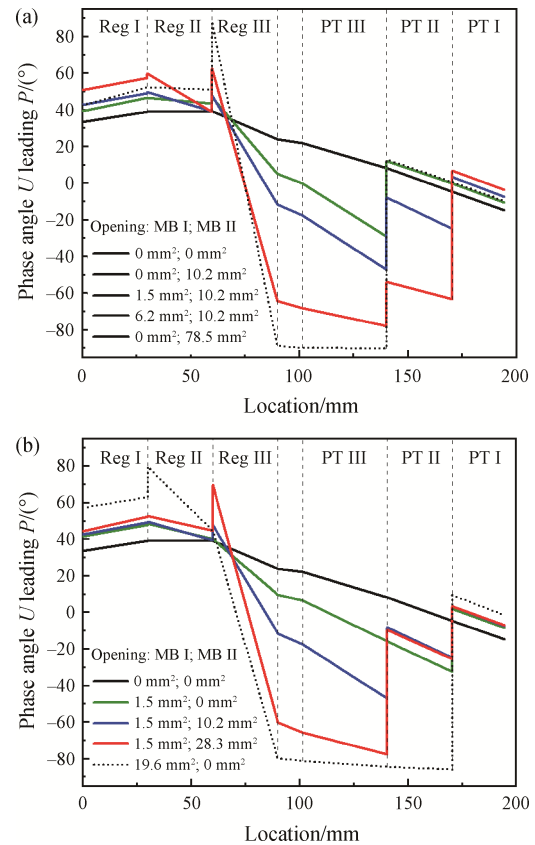 (a)
Reg I Reg II Reg III PT III PT II PT I
80
60
40
20
0
−20
−40
−60
−80
Phase angle U leading P/(°)
Opening: MB I; MB II
0 mm²; 0 mm²
0 mm²; 10.2 mm²
1.5 mm²; 10.2 mm²
6.2 mm²; 10.2 mm²
0 mm²; 78.5 mm²
0 50 100 150 200
Location/mm
(b)
Reg I Reg II Reg III PT III PT II PT I
80
60
40
20
0
−20
−40
−60
−80
Phase angle U leading P/(°)
Opening: MB I; MB II
0 mm²; 0 mm²
1.5 mm²; 0 mm²
1.5 mm²; 10.2 mm²
1.5 mm²; 28.3 mm²
19.6 mm²; 0 mm²
0 50 100 150 200
Location/mm